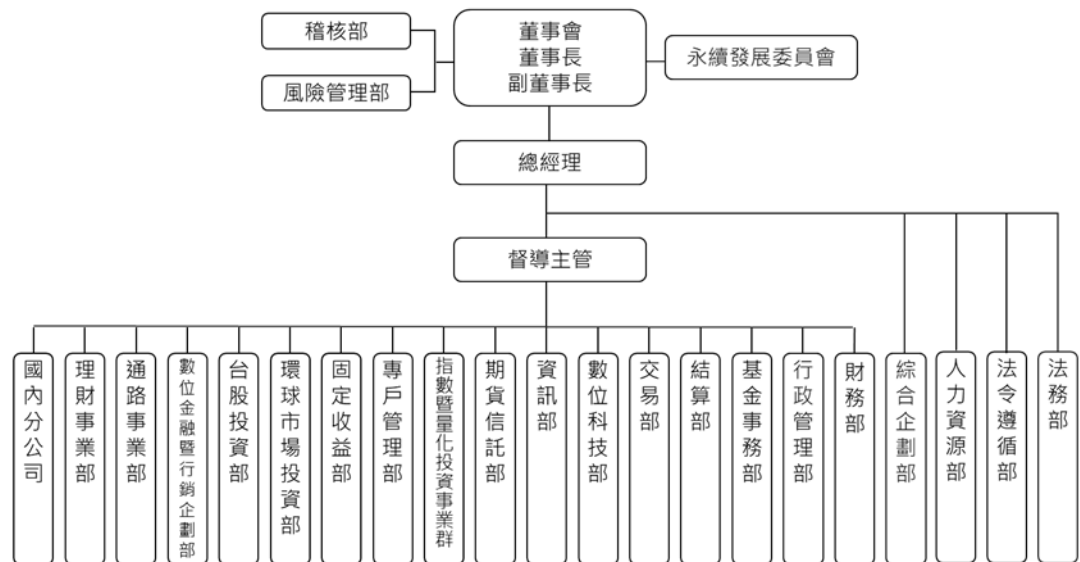 稽核部
風險管理部
董事會
董事長
副董事長
永續發展委員會
總經理
督導主管
國內分公司
理財事業部
通路事業部
數位金融暨行銷企劃部
台股投資部
環球市場投資部
固定收益部
專戶管理部
指數暨量化投資事業群
期貨信託部
資訊部
數位科技部
交易部
結算部
基金事務部
行政管理部
財務部
綜合企劃部
人力資源部
法令遵循部
法務部